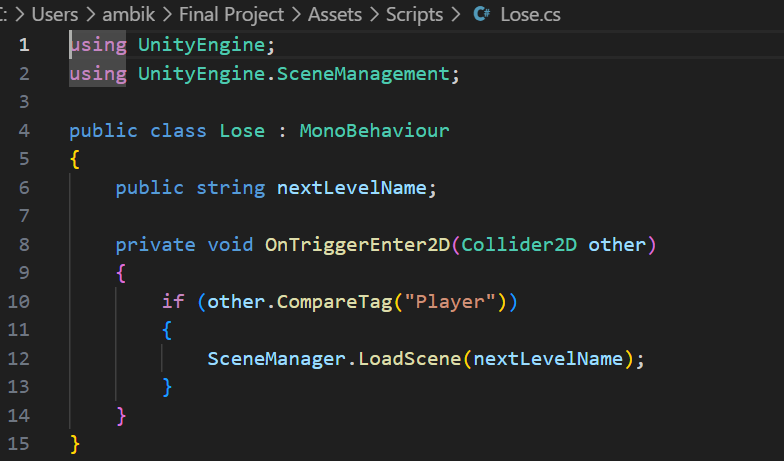 : > Users > ambik > Final Project > Assets > Scripts > C# Lose.cs
1 using UnityEngine;
2 using UnityEngine.SceneManagement;
3
4 public class Lose : MonoBehaviour
5 {
6 public string nextLevelName;
7
8 private void OnTriggerEnter2D(Collider2D other)
9 {
10 if (other.CompareTag("Player"))
11 {
12 SceneManager.LoadScene(nextLevelName);
13 }
14 }
15 }